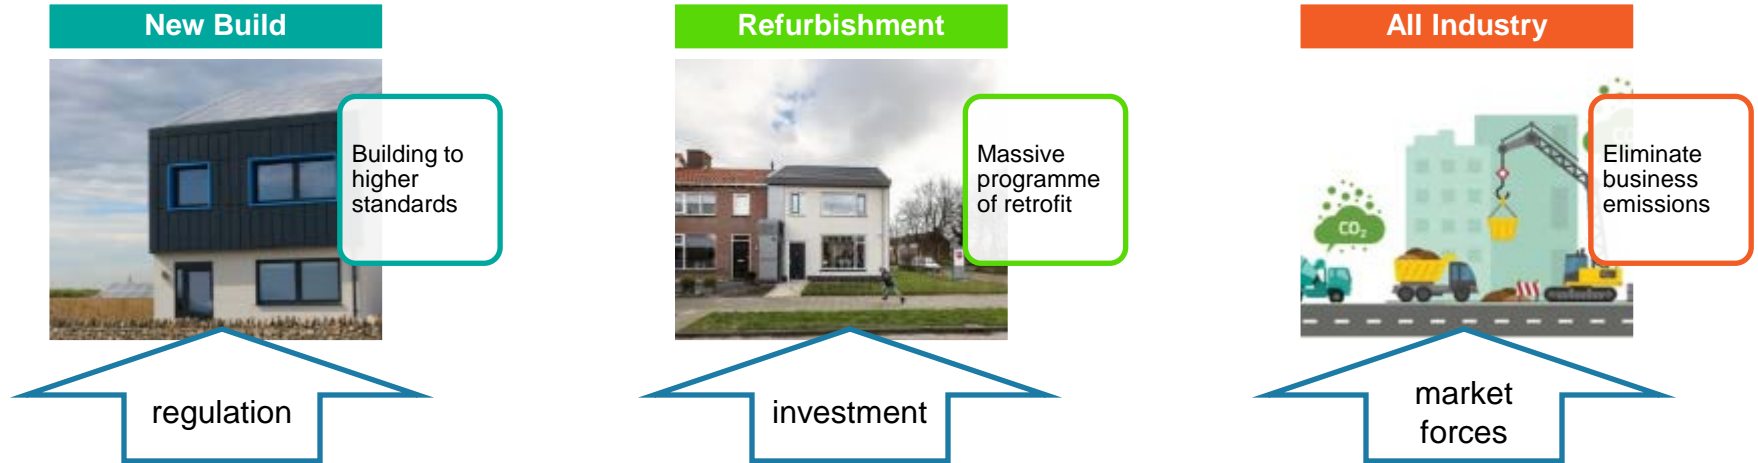 New Build
Building to
higher
standards
regulation
Refurbishment
Massive
programme
of retrofit
investment
All Industry
CO₂
Eliminate
business
emissions
market
forces